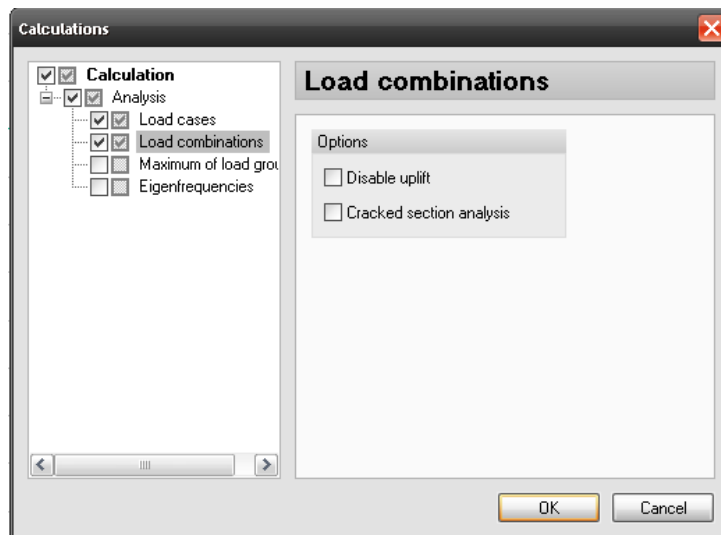 Calculations
Calculation
Analysis
Load cases
Load combinations
Maximum of load grou
Eigenfrequencies
Load combinations
Options
Disable uplift
Cracked section analysis
OK
Cancel